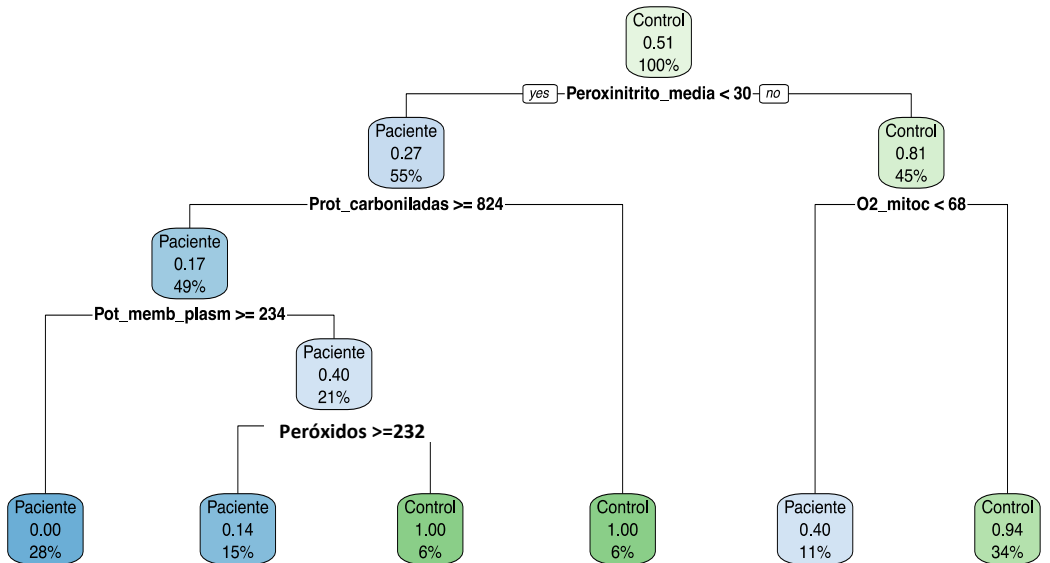 Control
0.51
100%
yes Peroxinitrito_media < 30 no
Paciente
0.27
55%
Control
0.81
45%
Prot_carboniladas >= 824
O2_mitoc < 68
Paciente
0.17
49%
Pot_memb_plasm >= 234
Paciente
0.40
21%
Peróxidos >=232
Paciente
0.00
28%
Paciente
0.14
15%
Control
1.00
6%
Control
1.00
6%
Paciente
0.40
11%
Control
0.94
34%